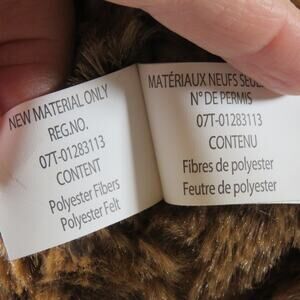 NEW MATERIAL ONLY
REG.NO.
07T-01283113
CONTENT
Polyester Fibers
Polyester Felt
MATÉRIAUX NEUFS
N° DE PERMIS
07T-01283113
CONTENU
Fibres de polyester
Feutre de polyester